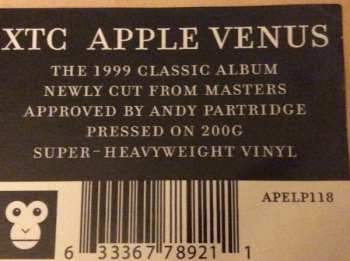 XTC APPLE VENUS
THE 1999 CLASSIC ALBUM
NEWLY CUT FROM MASTERS
APPROVED BY ANDY PARTRIDGE
PRESSED ON 200G
SUPER-HEAVYWEIGHT VINYL
APELP118
6 33367 78921 1